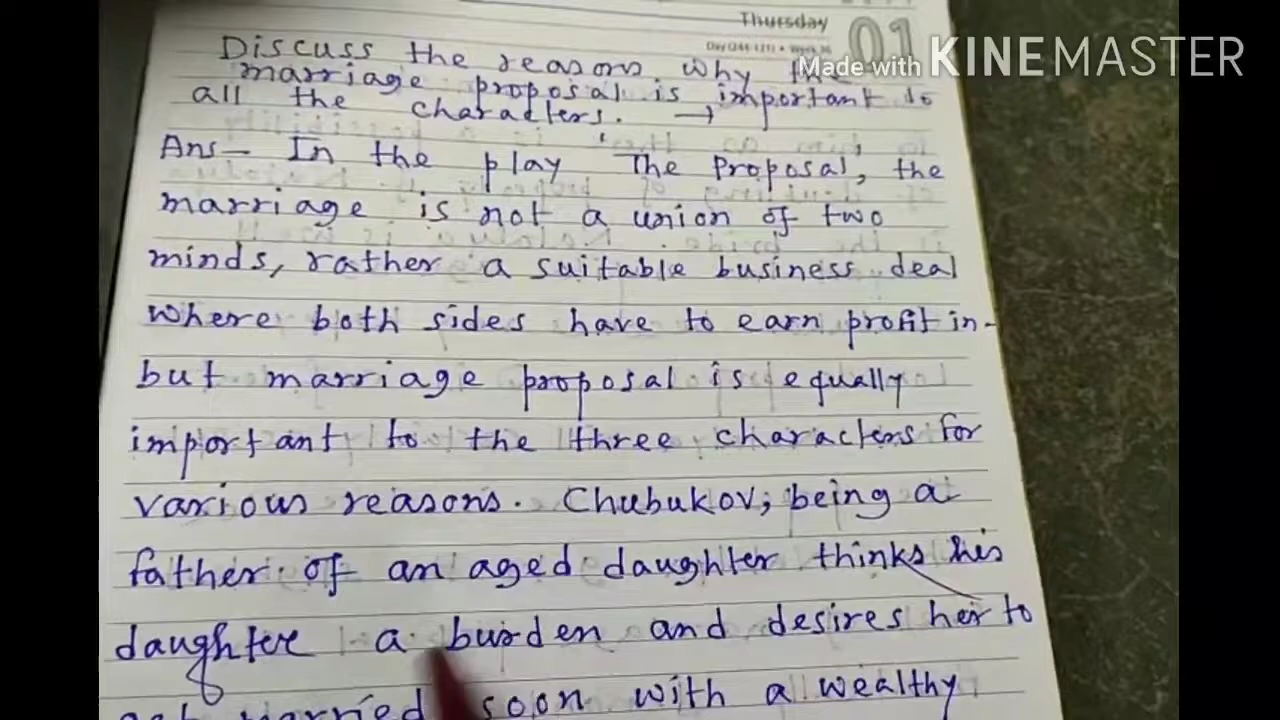 Thursday
01
Made with KINEMASTER
Discuss the reasons why the
marriage proposal is important to
all the characters. →
Ans - In the play 'The Proposal, the
marriage is not a union of two
minds, rather a suitable business deal
where both sides have to earn profit in-
but marriage proposal is equally
important to the three characters for
various reasons. Chubukov, being a
father of an aged daughter thinks his
daughter a burden and desires her to
get married soon with a wealthy